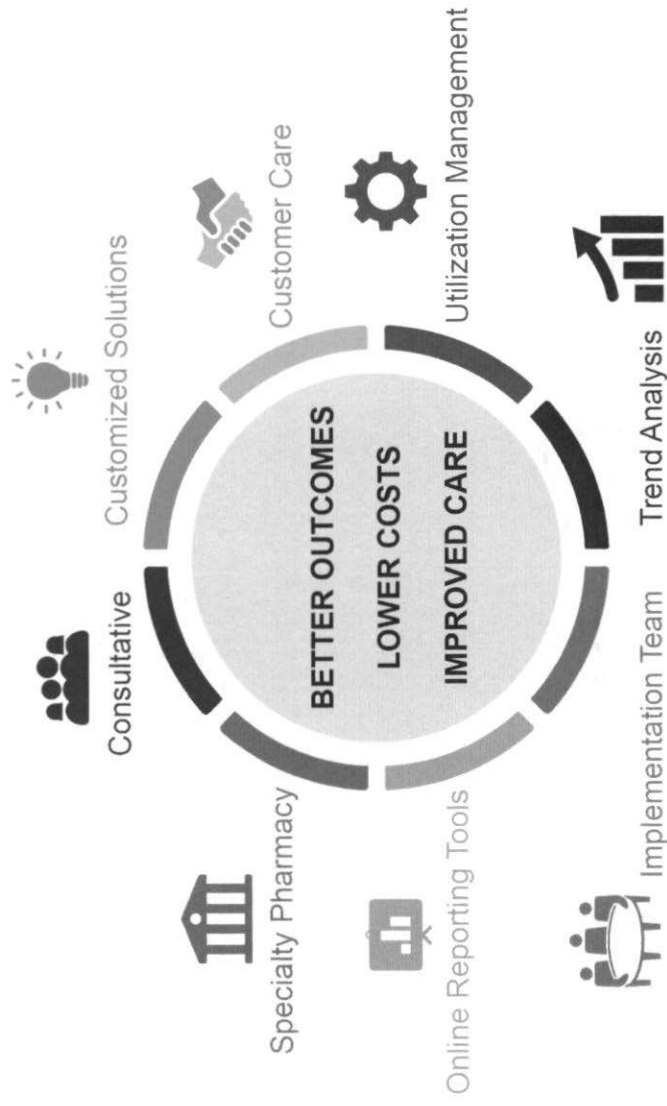 Consultative
Customized Solutions
Customer Care
Utilization Management
Trend Analysis
Implementation Team
Online Reporting Tools
Specialty Pharmacy
BETTER OUTCOMES
LOWER COSTS
IMPROVED CARE